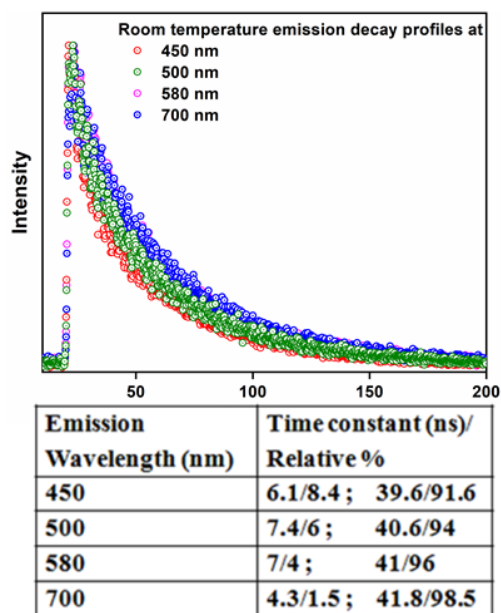 Room temperature emission decay profiles at
450 nm
500 nm
580 nm
700 nm
Intensity
50 100 150 200
Emission Wavelength (nm) Time constant (ns)/ Relative %
450 6.1/8.4 ; 39.6/91.6
500 7.4/6 ; 40.6/94
580 7/4 ; 41/96
700 4.3/1.5 ; 41.8/98.5